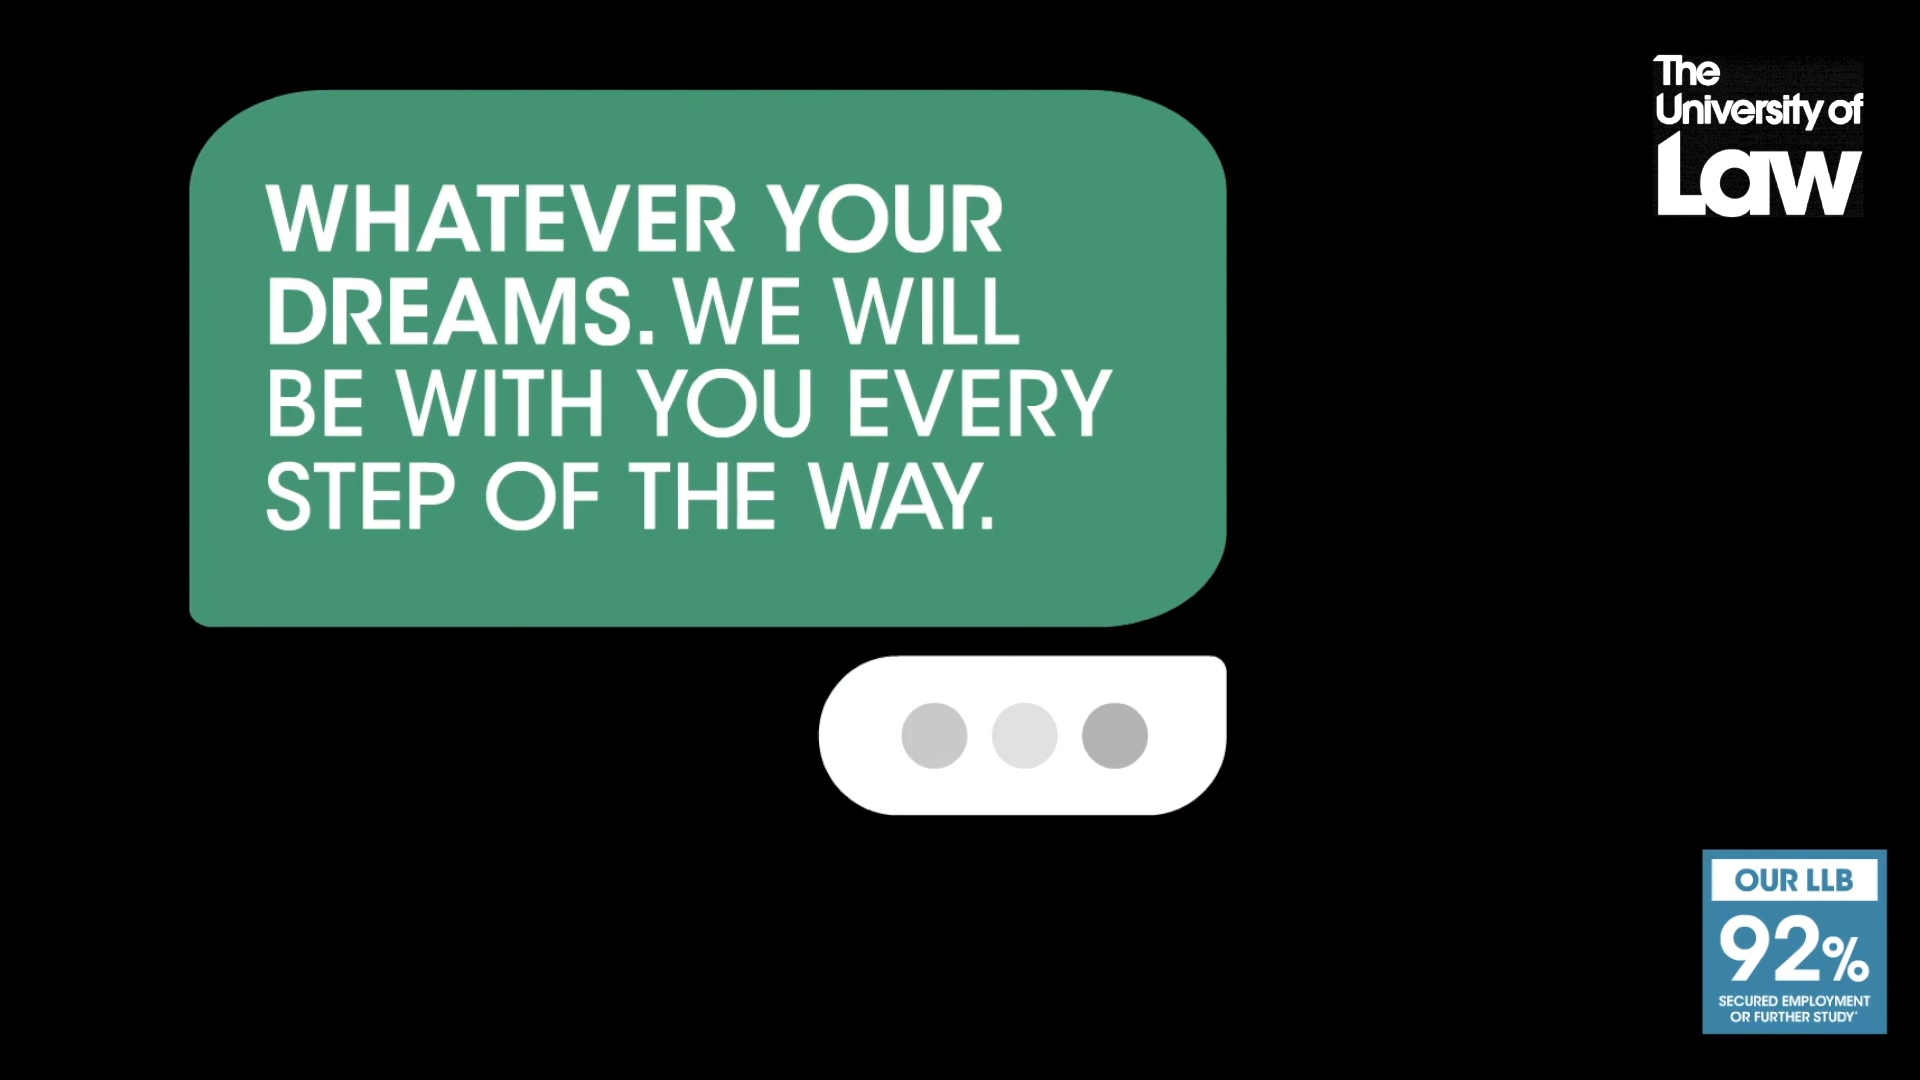 The
University of
Law
WHATEVER YOUR
DREAMS. WE WILL
BE WITH YOU EVERY
STEP OF THE WAY.
OUR LLB
92%
SECURED EMPLOYMENT
OR FURTHER STUDY*